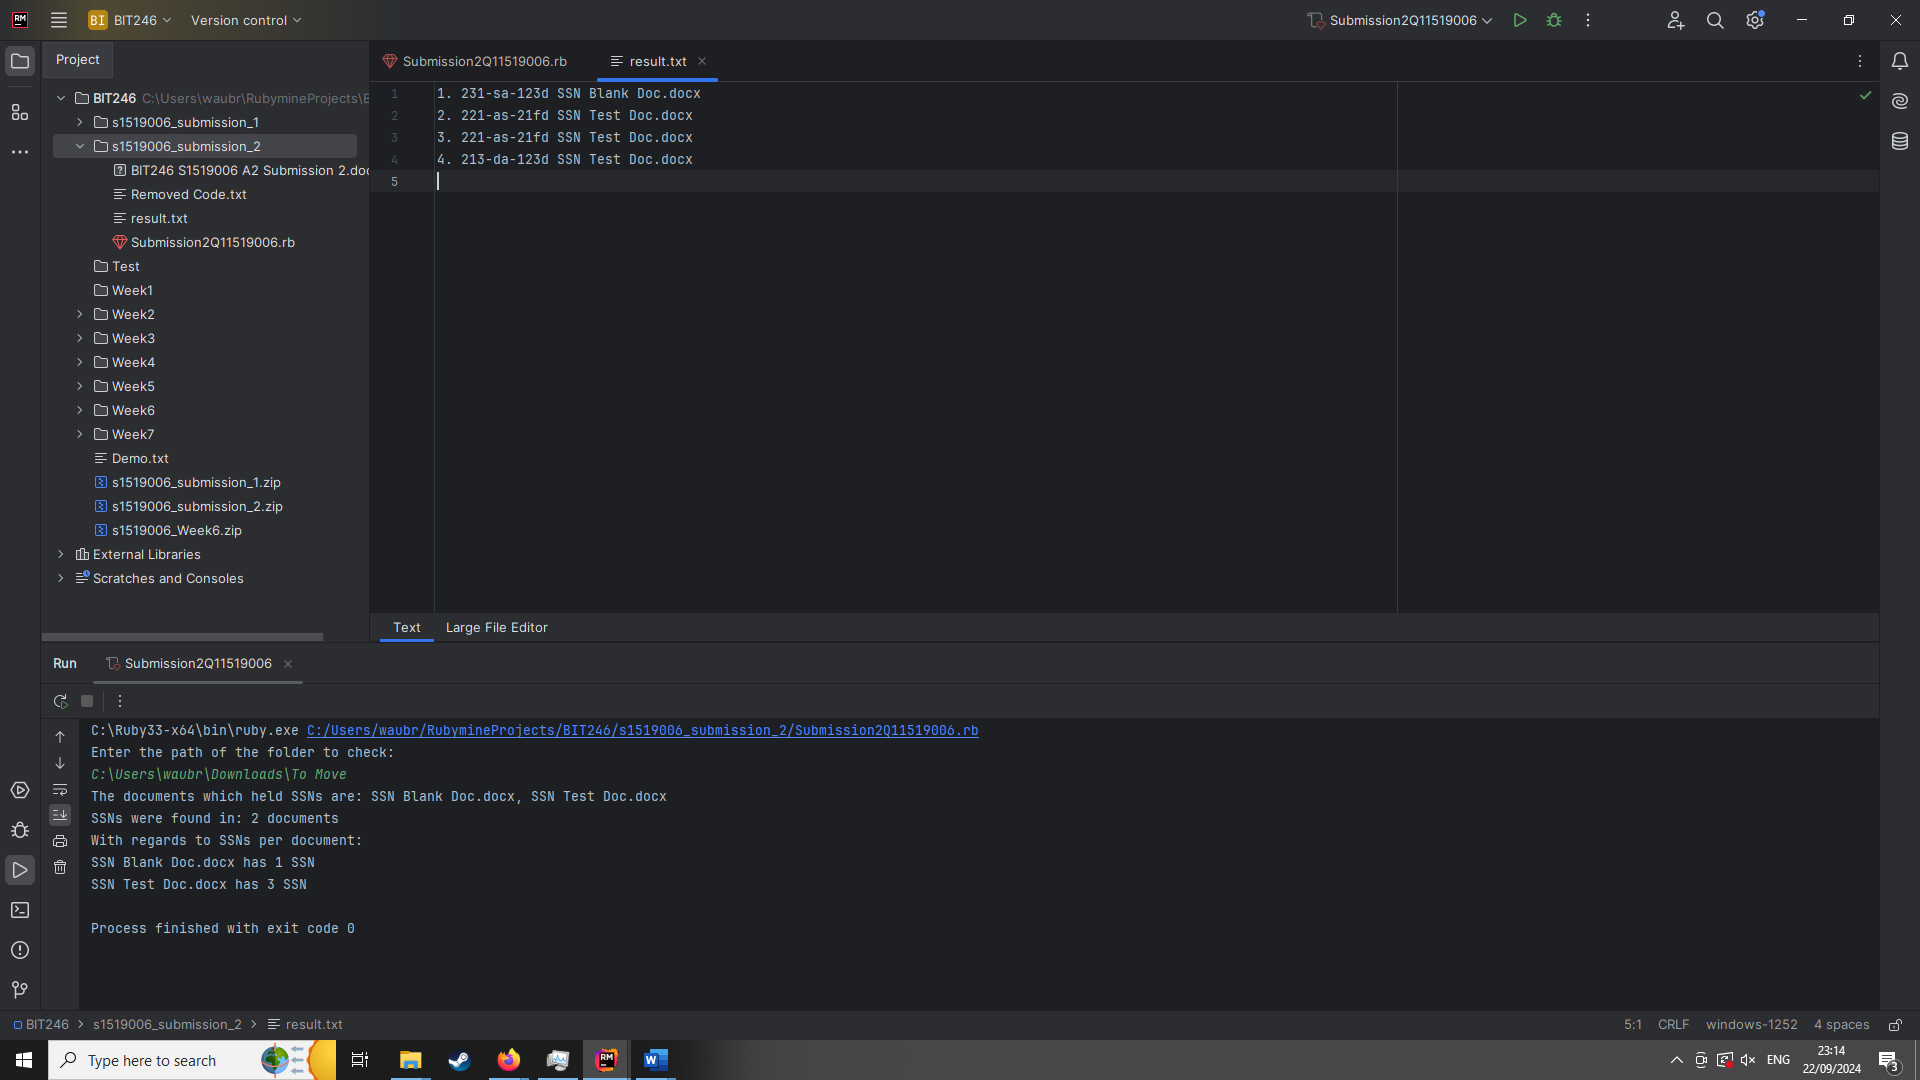 RM
BI BIT246
Version control
Submission2Q11519006
Project
Submission2Q11519006.rb
result.txt
BIT246 C:\Users\waubr\RubymineProjects\B
s1519006_submission_1
s1519006_submission_2
BIT246 S1519006 A2 Submission 2.doc
Removed Code.txt
result.txt
Submission2Q11519006.rb
Test
Week1
Week2
Week3
Week4
Week5
Week6
Week7
Demo.txt
s1519006_submission_1.zip
s1519006_submission_2.zip
s1519006_Week6.zip
External Libraries
Scratches and Consoles
1 1. 231-sa-123d SSN Blank Doc.docx
2 2. 221-as-21fd SSN Test Doc.docx
3 3. 221-as-21fd SSN Test Doc.docx
4 4. 213-da-123d SSN Test Doc.docx
5
Text Large File Editor
Run Submission2Q11519006
C:\Ruby33-x64\bin\ruby.exe C:/Users/waubr/RubymineProjects/BIT246/s1519006_submission_2/Submission2Q11519006.rb
Enter the path of the folder to check:
C:\Users\waubr\Downloads\To Move
The documents which held SSNs are: SSN Blank Doc.docx, SSN Test Doc.docx
SSNs were found in: 2 documents
With regards to SSNs per document:
SSN Blank Doc.docx has 1 SSN
SSN Test Doc.docx has 3 SSN
Process finished with exit code 0
BIT246 > s1519006_submission_2 > result.txt
5:1 CRLF windows-1252 4 spaces
Type here to search
RM
W
ENG
23:14
22/09/2024
3